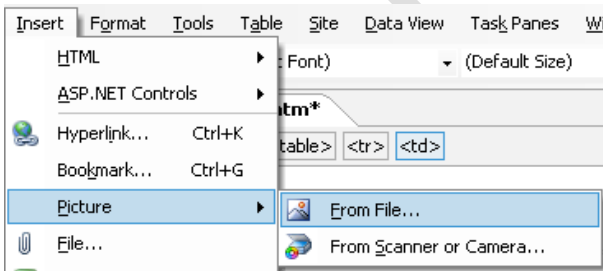 Insert Format Tools Table Site Data View Task Panes
HTML
Font) (Default Size)
ASP.NET Controls
tm*
Hyperlink... Ctrl+K
table> <tr> <td>
Bookmark... Ctrl+G
Picture
From File...
File...
From Scanner or Camera...